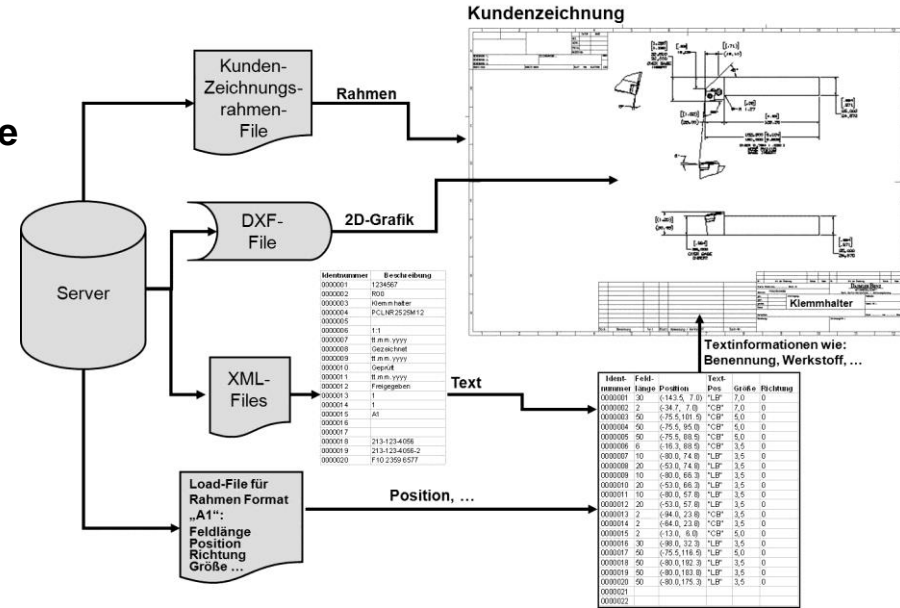 Kundenzeichnung
Kunden-
Zeichnungs-
rahmen-
File
Rahmen
e
DXF-
File
2D-Grafik
Server
Klemmhalter
Identnummer Beschreibung
0000001 1234567
0000002 R00
0000003 Klemmhalter
0000004 PCLNR2525M12
0000005
0000006 1:1
0000007 tt.mm.yyyy
0000008 Gezeichnet
0000009 tt.mm.yyyy
0000010 Geprüft
0000011 tt.mm.yyyy
0000012 Freigegeben
0000013 1
0000014 1
0000015 A1
0000016
0000017
0000018 213-123-4056
0000019 213-123-4056-2
0000020 F10 2359 6577
XML-
Files
Text
Textinformationen wie:
Benennung, Werkstoff, …
Load-File für
Rahmen Format
„A1“:
Feldlänge
Position
Richtung
Größe …
Position, …
Ident- Feld- Text-
nummer länge Position Pos. Größe Richtung
0000001 30 (-143.5, 7.0) "LB" 7,0 0
0000002 2 (-34.7, 7.0) "CB" 7,0 0
0000003 50 (-75.5,101.5) "CB" 5,0 0
0000004 50 (-75.5, 95.0) "CB" 5,0 0
0000005 50 (-75.5, 88.5) "CB" 5,0 0
0000006 6 (-16.3, 88.5) "CB" 3,5 0
0000007 10 (-80.0, 74.8) "LB" 3,5 0
0000008 20 (-53.0, 74.8) "LB" 3,5 0
0000009 10 (-80.0, 66.3) "LB" 3,5 0
0000010 20 (-53.0, 66.3) "LB" 3,5 0
0000011 10 (-80.0, 57.8) "LB" 3,5 0
0000012 20 (-53.0, 57.8) "LB" 3,5 0
0000013 2 (-94.0, 23.8) "CB" 3,5 0
0000014 2 (-64.0, 23.8) "CB" 3,5 0
0000015 2 (-13.0, 6.0) "CB" 5,0 0
0000016 30 (-98.0, 32.3) "LB" 3,5 0
0000017 50 (-75.5,116.5) "LB" 5,0 0
0000018 50 (-80.0,192.3) "LB" 3,5 0
0000019 50 (-80.0,183.8) "LB" 3,5 0
0000020 50 (-80.0,175.3) "LB" 3,5 0
0000021
0000022